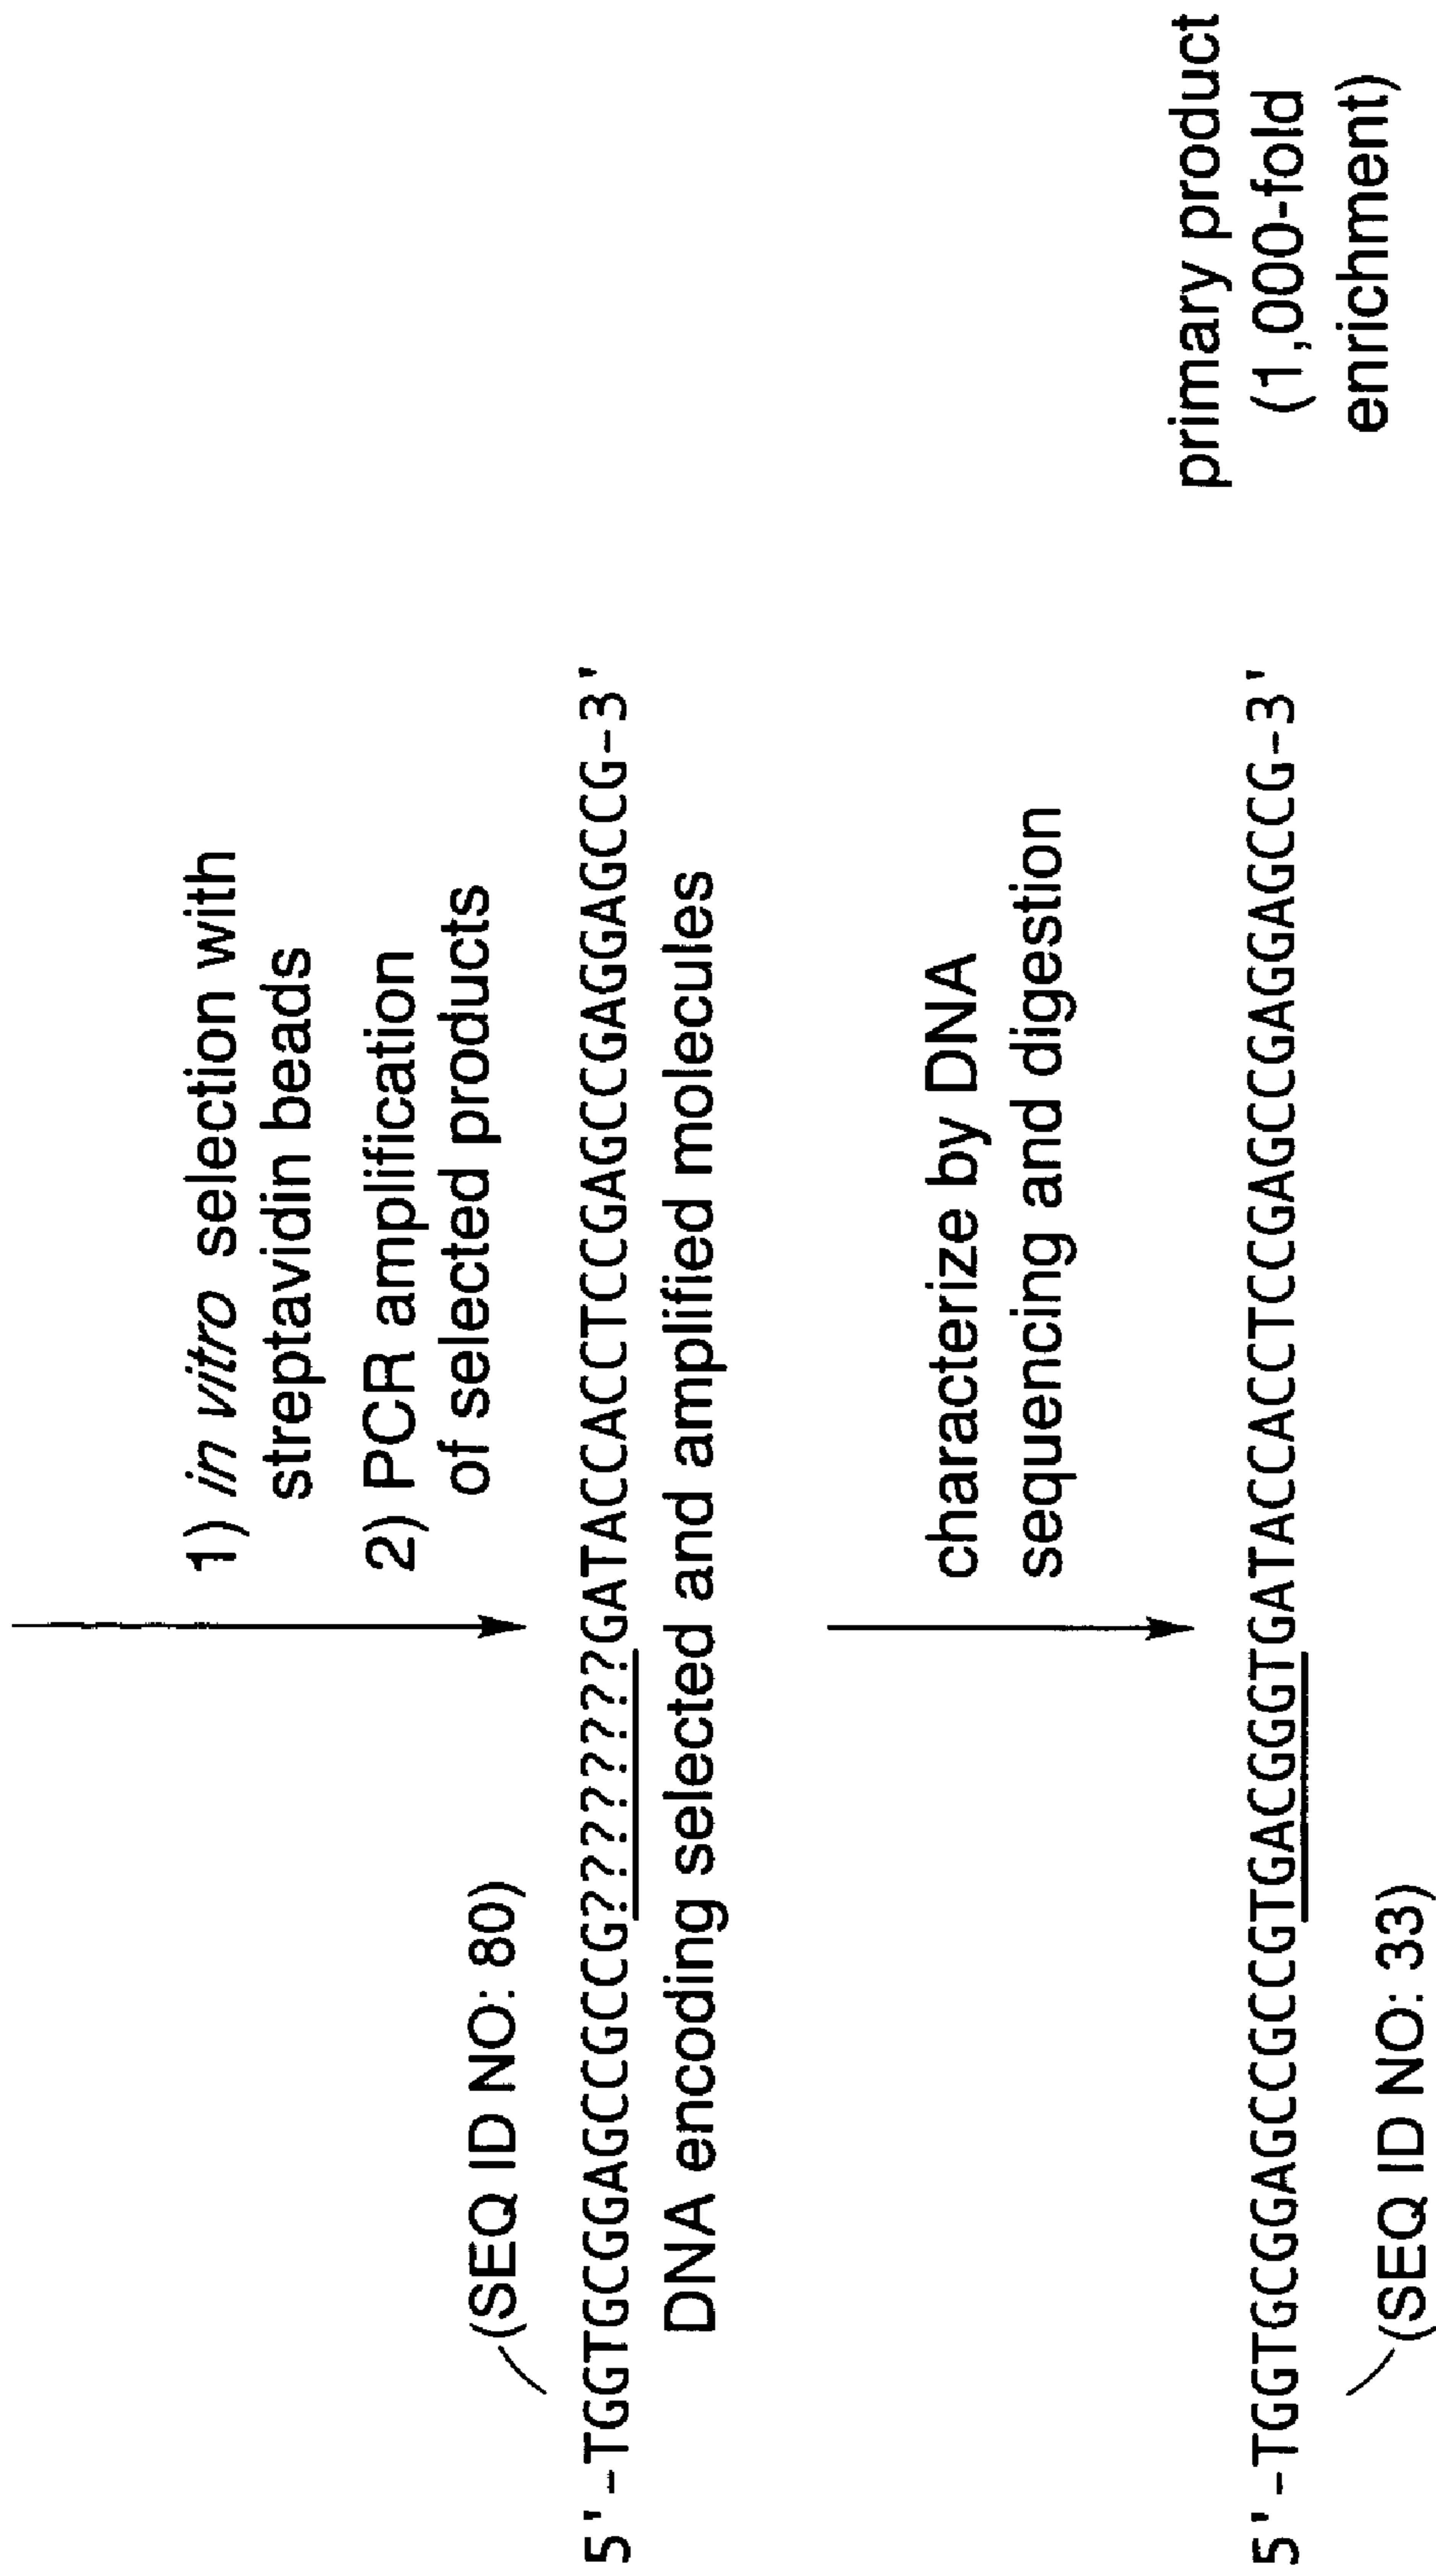 1) in vitro selection with
streptavidin beads
2) PCR amplification
of selected products
(SEQ ID NO: 80)
5'-TGGTGCGGAGCCGCCG????????GATACCACCTCCGAGCCGAGGAGCCG-3'
DNA encoding selected and amplified molecules
characterize by DNA
sequencing and digestion
5'-TGGTGCGGAGCCGCCGTGACGGGTGATACCACCTCCGAGCCGAGGAGCCG-3'
(SEQ ID NO: 33)
primary product
(1,000-fold
enrichment)